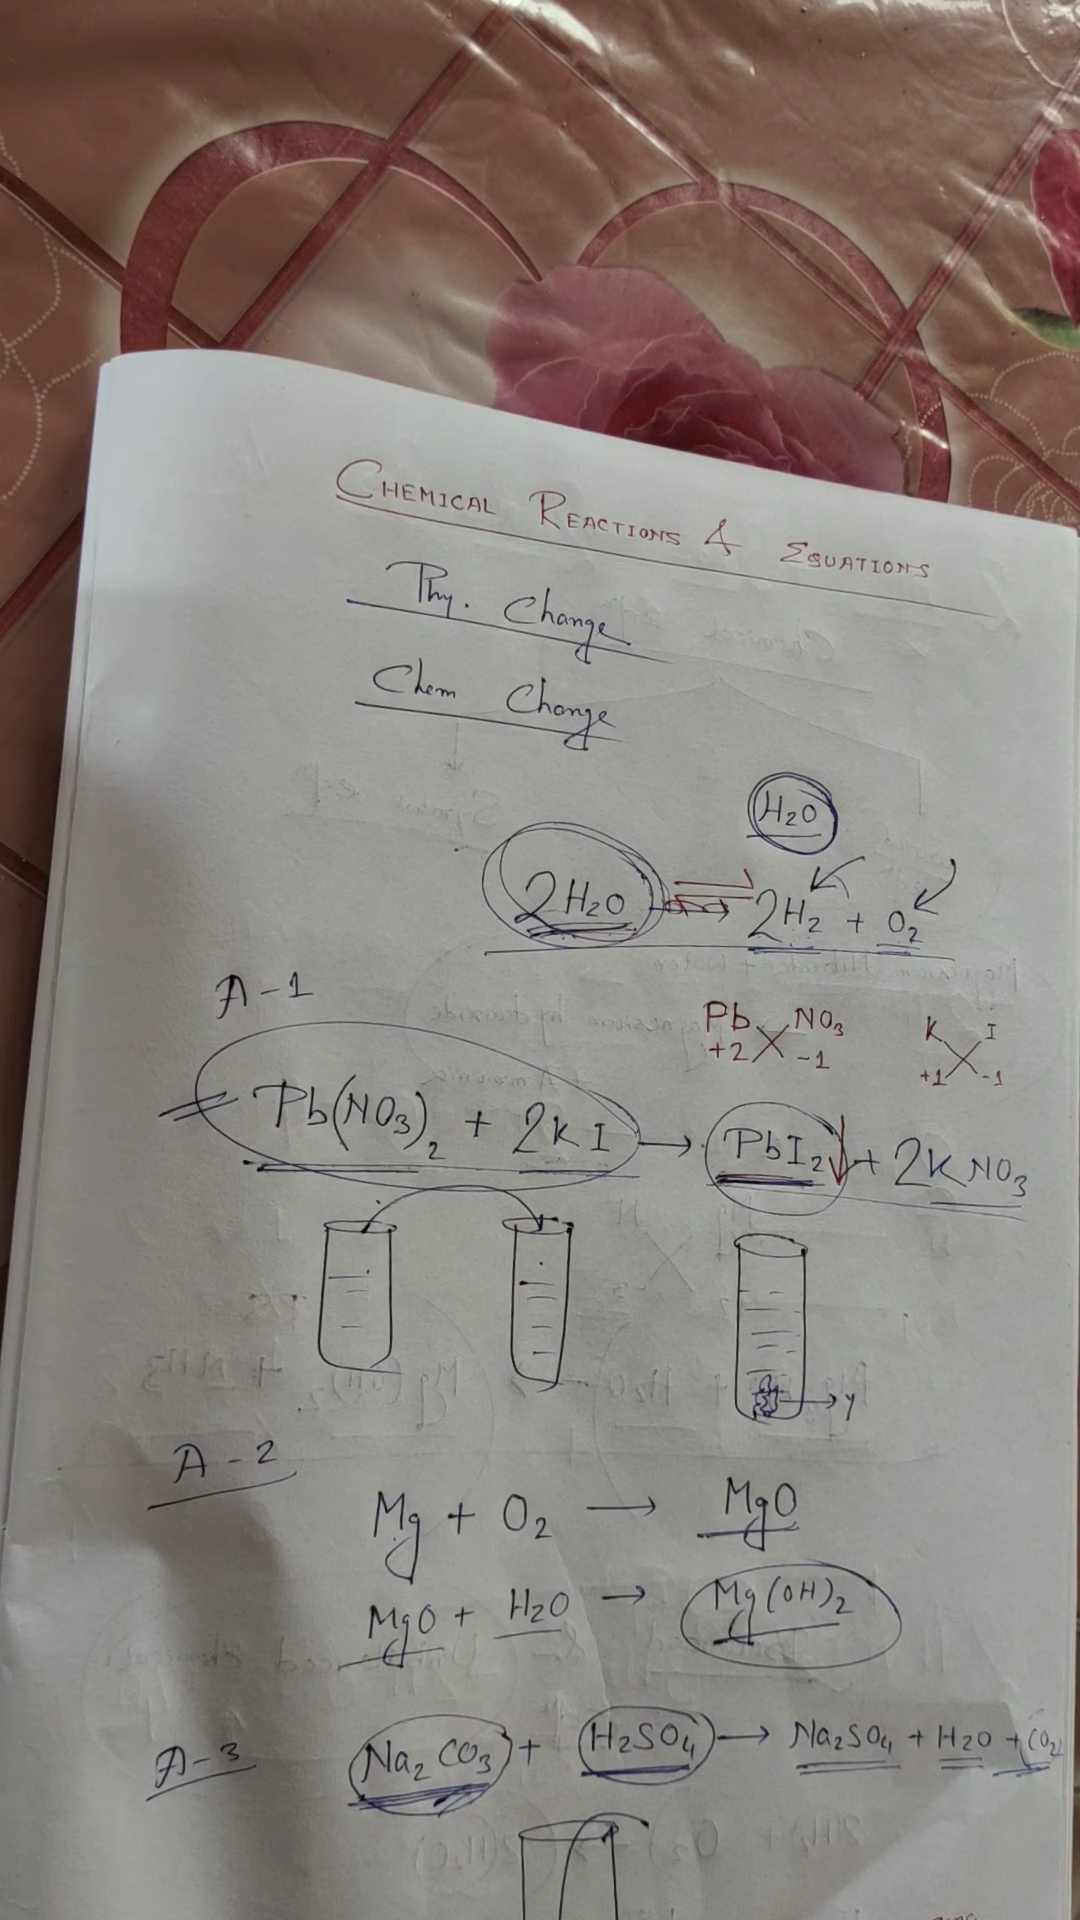 CHEMICAL REACTIONS & EQUATIONS
Phy. Change
Chem Change
H₂O
2H₂O → 2H₂ + O₂
A-1
Pb NO₃ K I
+2 -1 +1 -1
Pb(NO₃)₂ + 2KI → PbI₂↓ + 2KNO₃
→ y
A-2
Mg + O₂ → MgO
MgO + H₂O → Mg(OH)₂
A-3
Na₂CO₃ + H₂SO₄ → Na₂SO₄ + H₂O + CO₂